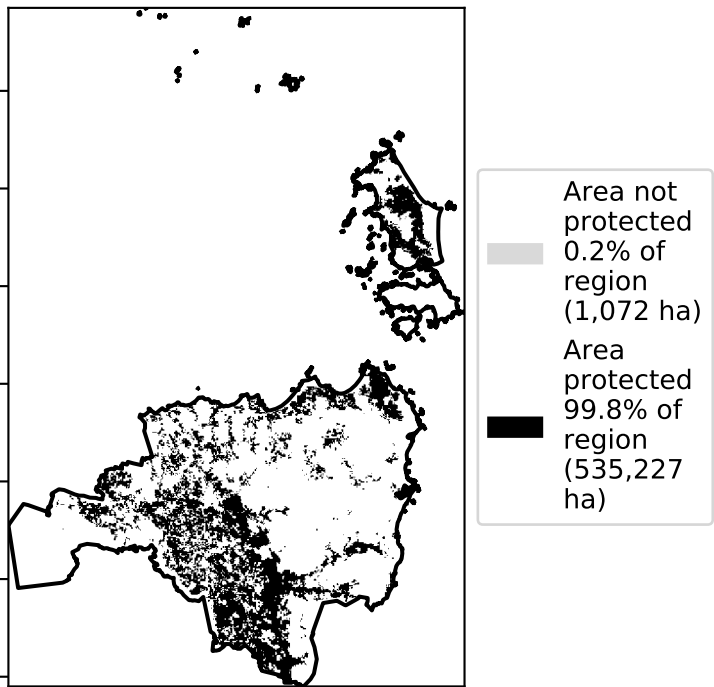 Area not
protected
0.2% of
region
(1,072 ha)
Area
protected
99.8% of
region
(535,227
ha)